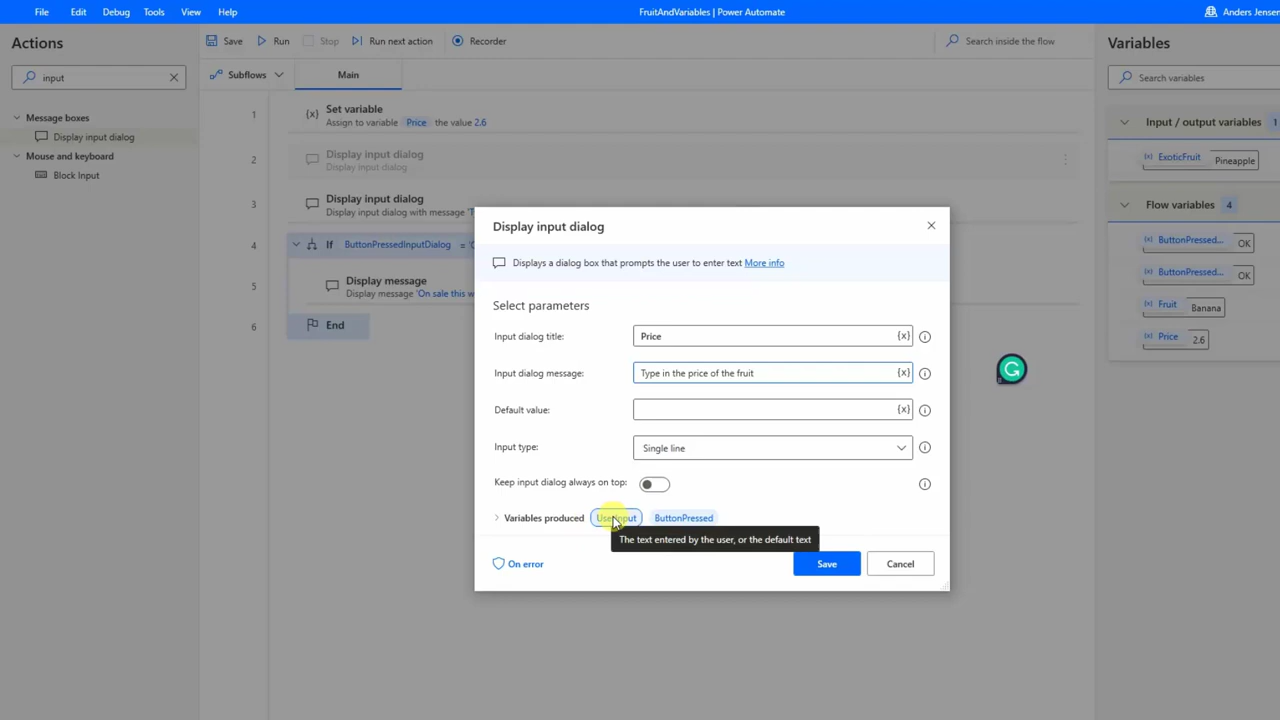 File Edit Debug Tools View Help FruitAndVariables | Power Automate Anders Jensen
Actions
input
Message boxes
Display input dialog
Mouse and keyboard
Block Input
Save Run Stop Run next action Recorder Search inside the flow
Subflows Main
1 {x} Set variable
Assign to variable Price the value 2.6
2 Display input dialog
Display input dialog
3 Display input dialog
Display input dialog with message
4 If ButtonPressedInputDialog =
5 Display message
Display message 'On sale this w
6 End
Display input dialog
Displays a dialog box that prompts the user to enter text More info
Select parameters
Input dialog title: Price {x}
Input dialog message: Type in the price of the fruit {x}
Default value: {x}
Input type: Single line
Keep input dialog always on top:
Variables produced UserInput ButtonPressed
The text entered by the user, or the default text
On error Save Cancel
Variables
Search variables
Input / output variables 1
{x} ExoticFruit Pineapple
Flow variables 4
{x} ButtonPressed... OK
{x} ButtonPressed... OK
{x} Fruit Banana
{x} Price 2.6